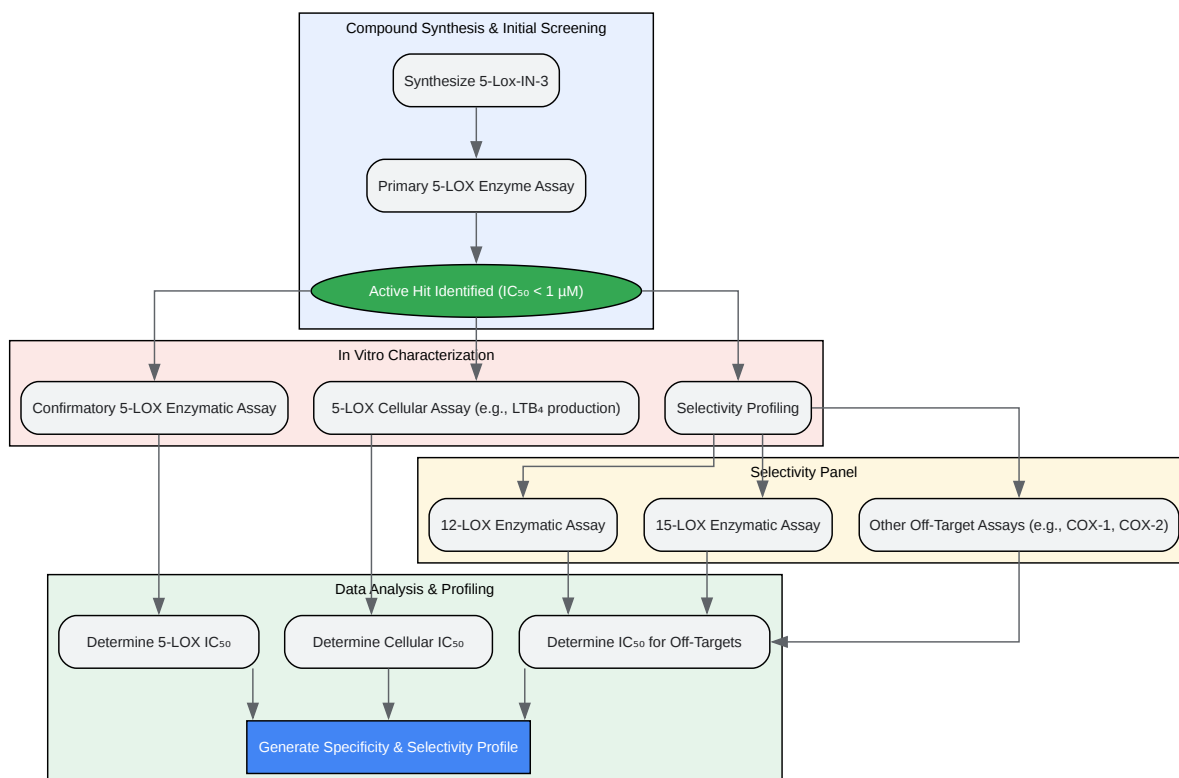 Compound Synthesis & Initial Screening
Synthesize 5-Lox-IN-3
Primary 5-LOX Enzyme Assay
Active Hit Identified (IC₅₀ < 1 µM)
In Vitro Characterization
Confirmatory 5-LOX Enzymatic Assay
5-LOX Cellular Assay (e.g., LTB₄ production)
Selectivity Profiling
Selectivity Panel
12-LOX Enzymatic Assay
15-LOX Enzymatic Assay
Other Off-Target Assays (e.g., COX-1, COX-2)
Data Analysis & Profiling
Determine 5-LOX IC₅₀
Determine Cellular IC₅₀
Determine IC₅₀ for Off-Targets
Generate Specificity & Selectivity Profile